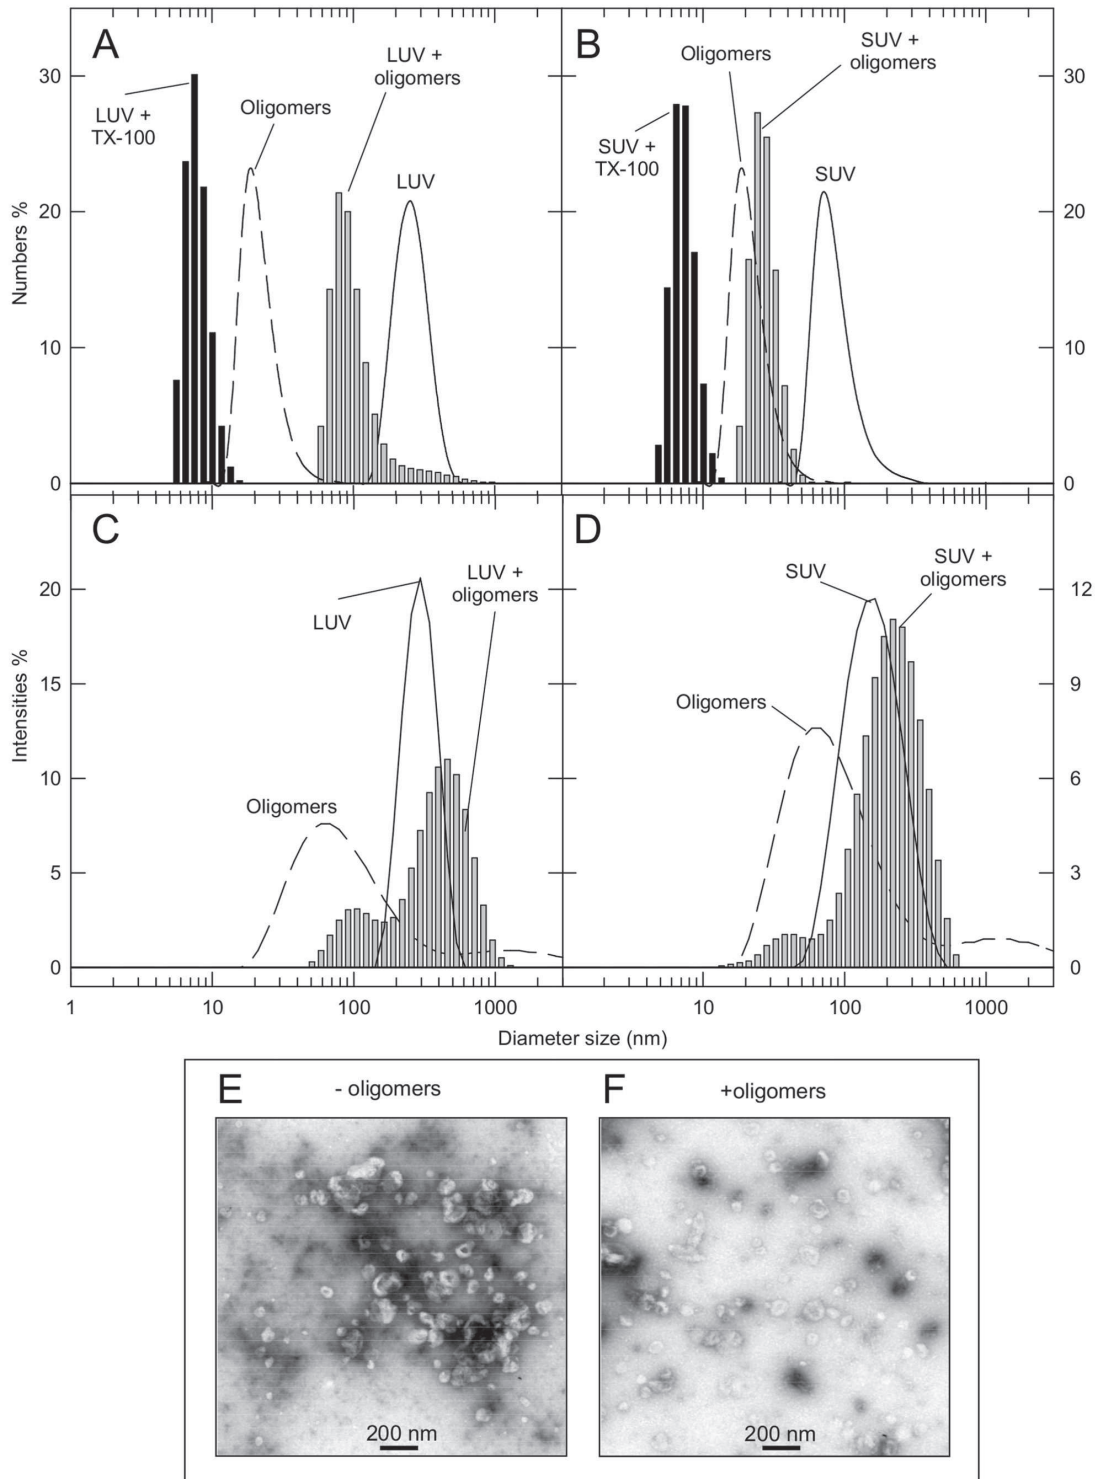 A
B
LUV +
oligomers
SUV +
oligomers
Oligomers
Oligomers
LUV +
TX-100
SUV +
TX-100
LUV
SUV
30
20
10
0
30
20
10
0
Numbers %
C
D
LUV +
oligomers
LUV
SUV
SUV +
oligomers
Oligomers
Oligomers
20
15
10
5
0
12
9
6
3
0
Intensities %
1
10
100
1000
10
100
1000
Diameter size (nm)
E
- oligomers
F
+oligomers
200 nm
200 nm